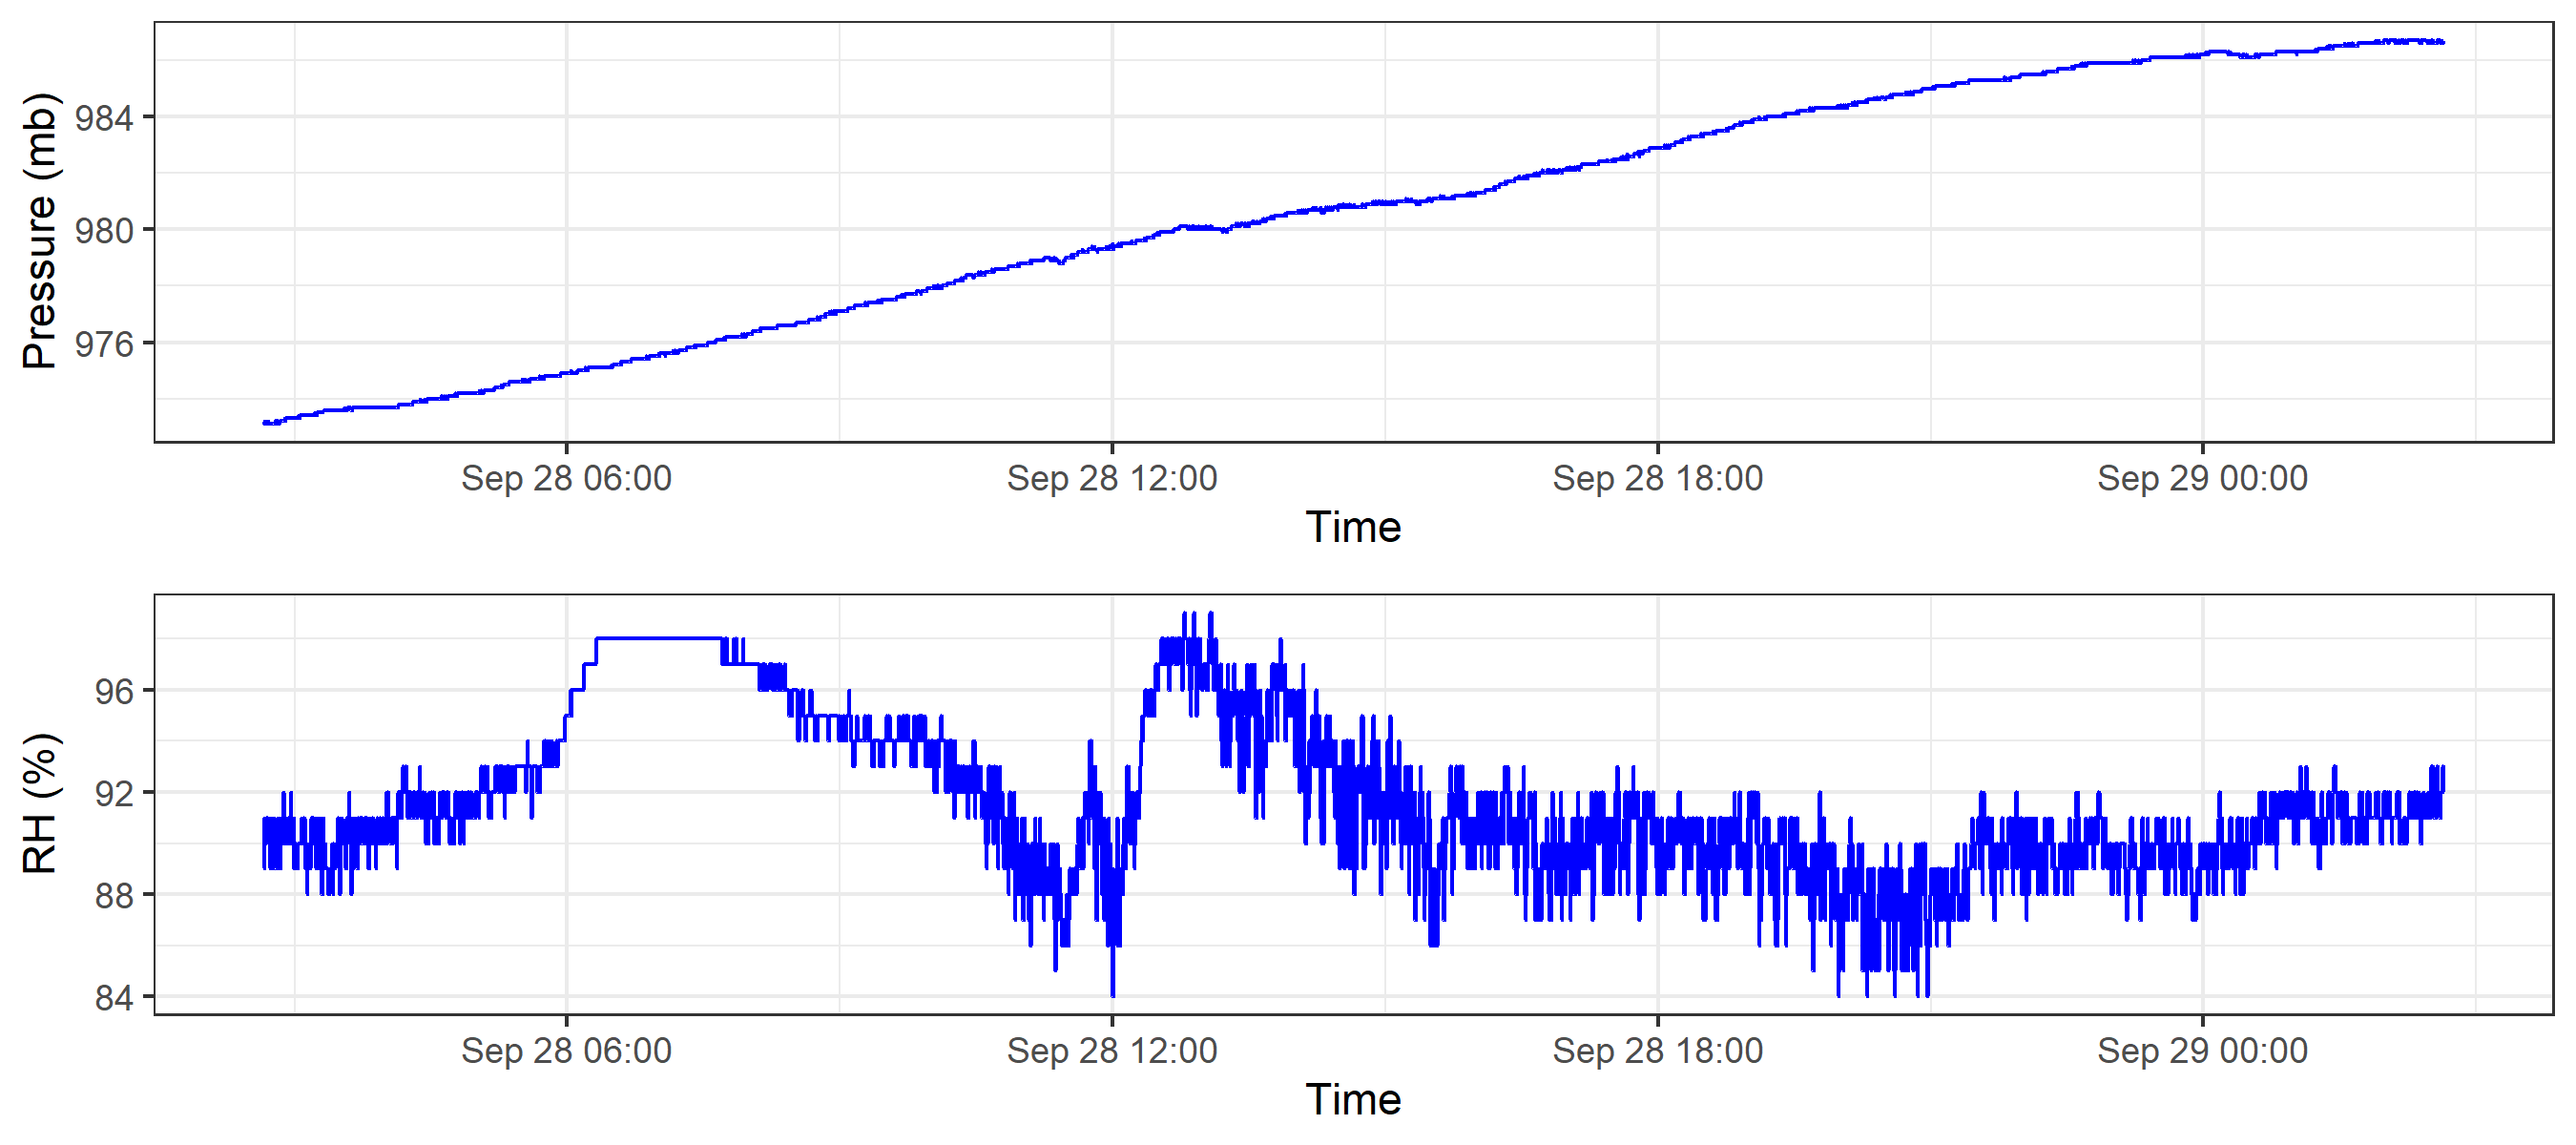 Pressure (mb)
984
980
976
Sep 28 06:00
Sep 28 12:00
Sep 28 18:00
Sep 29 00:00
Time
RH (%)
96
92
88
84
Sep 28 06:00
Sep 28 12:00
Sep 28 18:00
Sep 29 00:00
Time